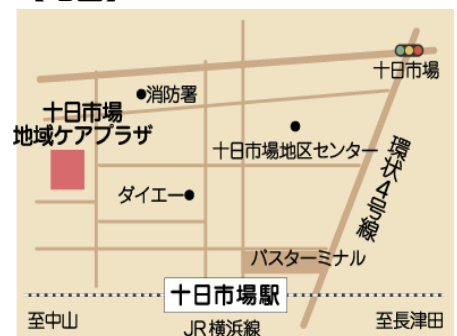 十日市場
●消防署
十日市場
地域ケアプラザ
十日市場地区センター
環状4号線
ダイエー●
バスターミナル
十日市場駅
至中山
JR横浜線
至長津田